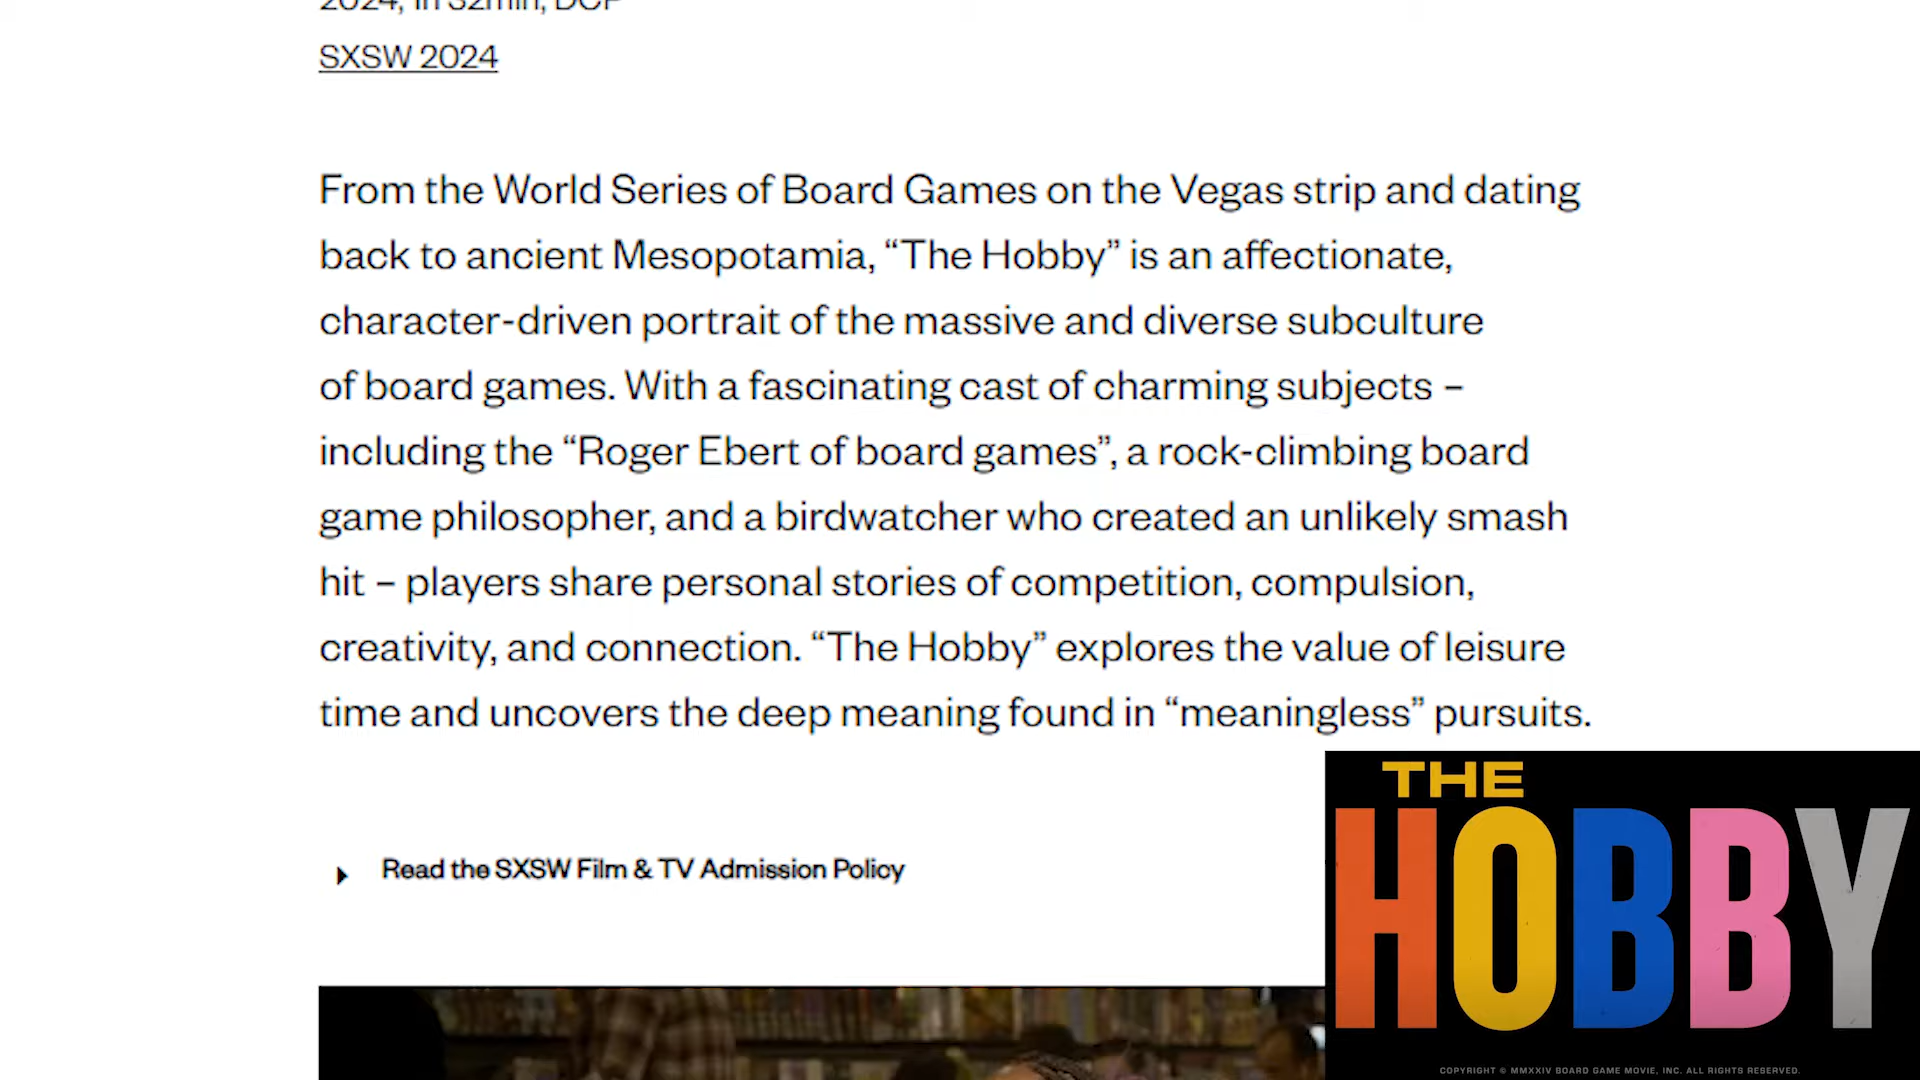 2024, 1h 32min, DCP
SXSW 2024
From the World Series of Board Games on the Vegas strip and dating
back to ancient Mesopotamia, “The Hobby” is an affectionate,
character-driven portrait of the massive and diverse subculture
of board games. With a fascinating cast of charming subjects –
including the “Roger Ebert of board games”, a rock-climbing board
game philosopher, and a birdwatcher who created an unlikely smash
hit – players share personal stories of competition, compulsion,
creativity, and connection. “The Hobby” explores the value of leisure
time and uncovers the deep meaning found in “meaningless” pursuits.
Read the SXSW Film & TV Admission Policy
THE
HOBBY
COPYRIGHT © MMXXIV BOARD GAME MOVIE, INC. ALL RIGHTS RESERVED.